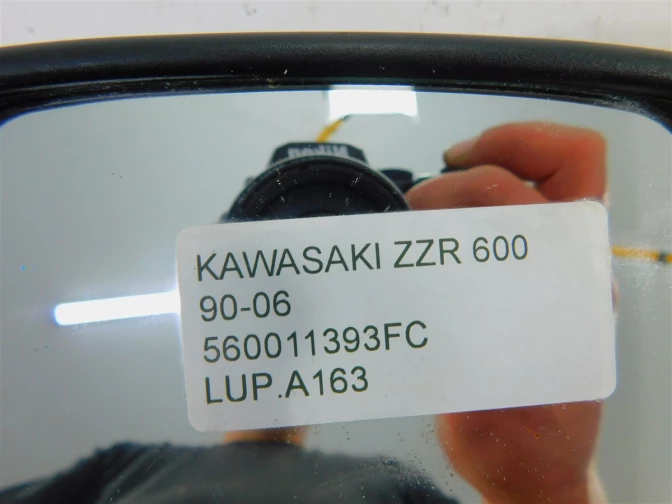 KAWASAKI ZZR 600
90-06
560011393FC
LUP.A163